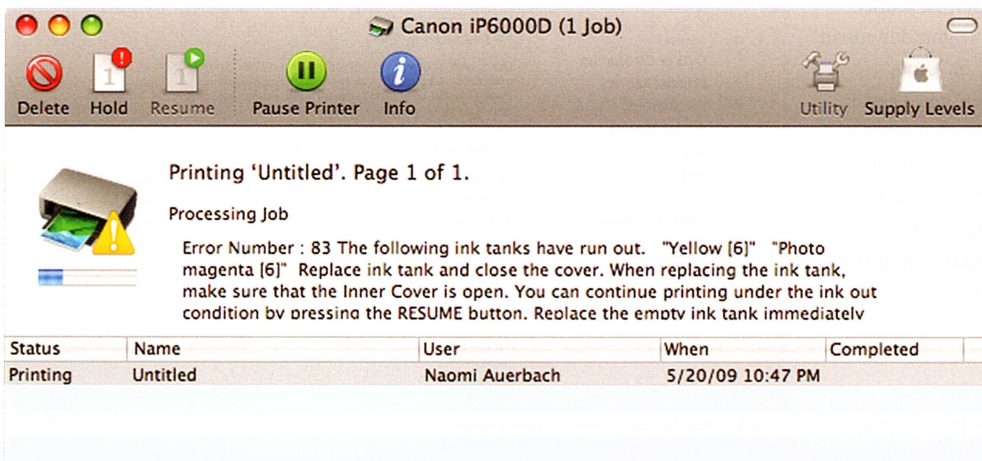 Canon iP6000D (1 Job)
Delete Hold Resume Pause Printer Info Utility Supply Levels
Printing ‘Untitled’. Page 1 of 1.
Processing Job
Error Number : 83 The following ink tanks have run out. "Yellow [6]" "Photo
magenta [6]" Replace ink tank and close the cover. When replacing the ink tank,
make sure that the Inner Cover is open. You can continue printing under the ink out
condition by pressing the RESUME button. Replace the empty ink tank immediately
Status Name User When Completed
Printing Untitled Naomi Auerbach 5/20/09 10:47 PM